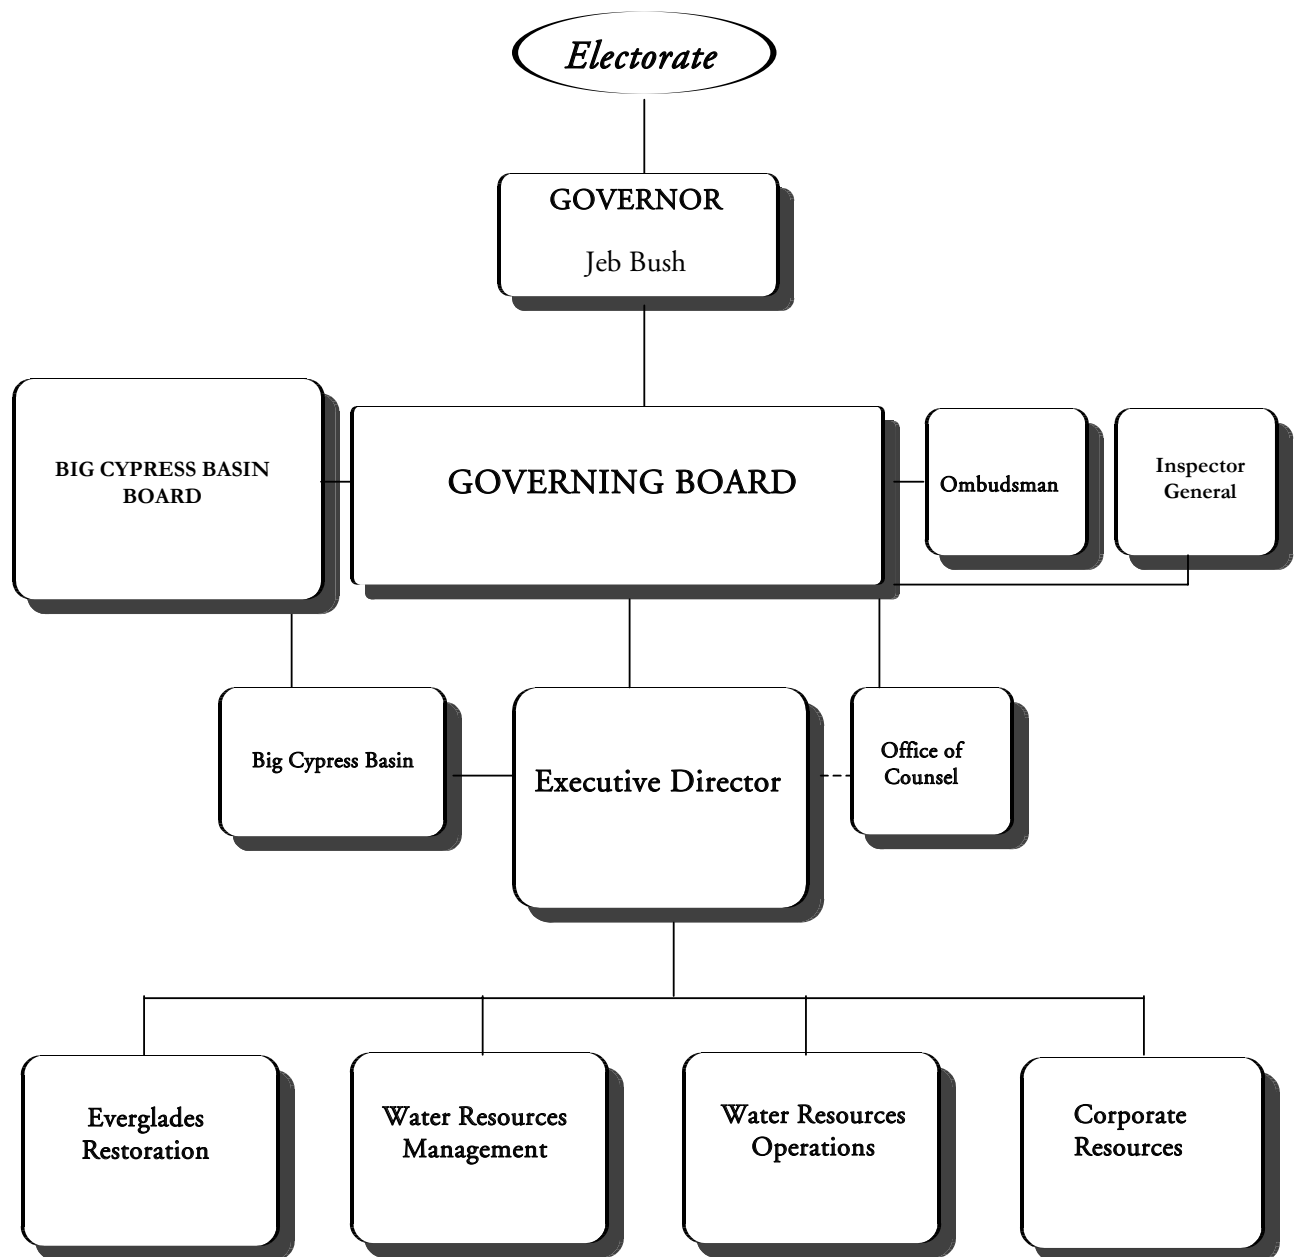 Electorate
GOVERNOR
Jeb Bush
BIG CYPRESS BASIN
BOARD
GOVERNING BOARD
Ombudsman
Inspector
General
Big Cypress Basin
Executive Director
Office of
Counsel
Everglades
Restoration
Water Resources
Management
Water Resources
Operations
Corporate
Resources